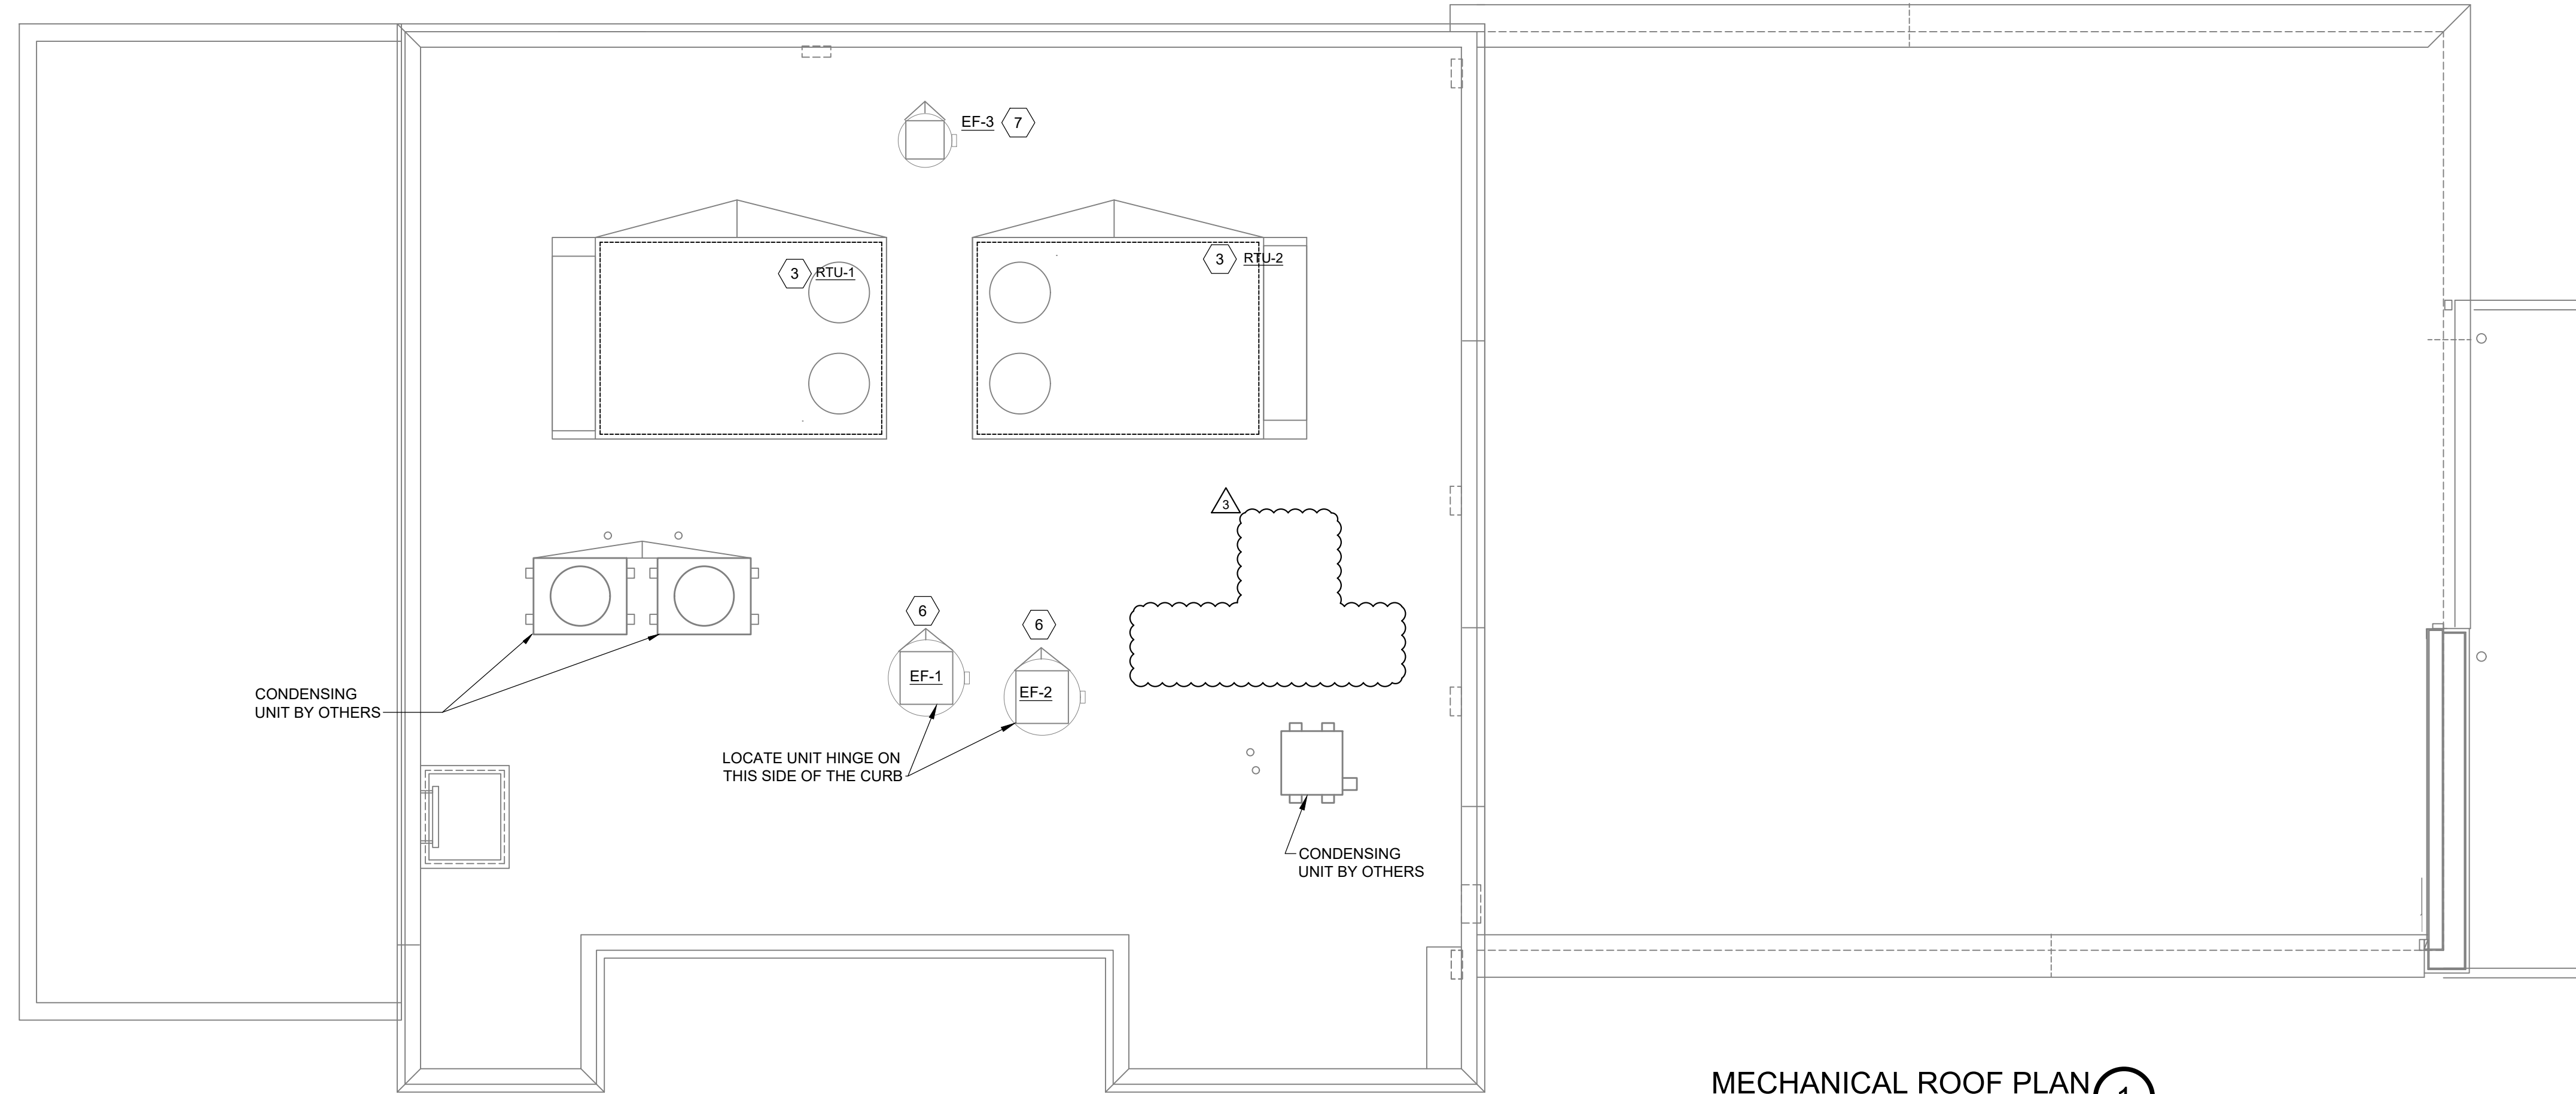 EF-3 7
3 RTU-1
3 RTU-2
3
6
6
EF-1
EF-2
CONDENSING
UNIT BY OTHERS
LOCATE UNIT HINGE ON
THIS SIDE OF THE CURB
CONDENSING
UNIT BY OTHERS
MECHANICAL ROOF PLAN 1